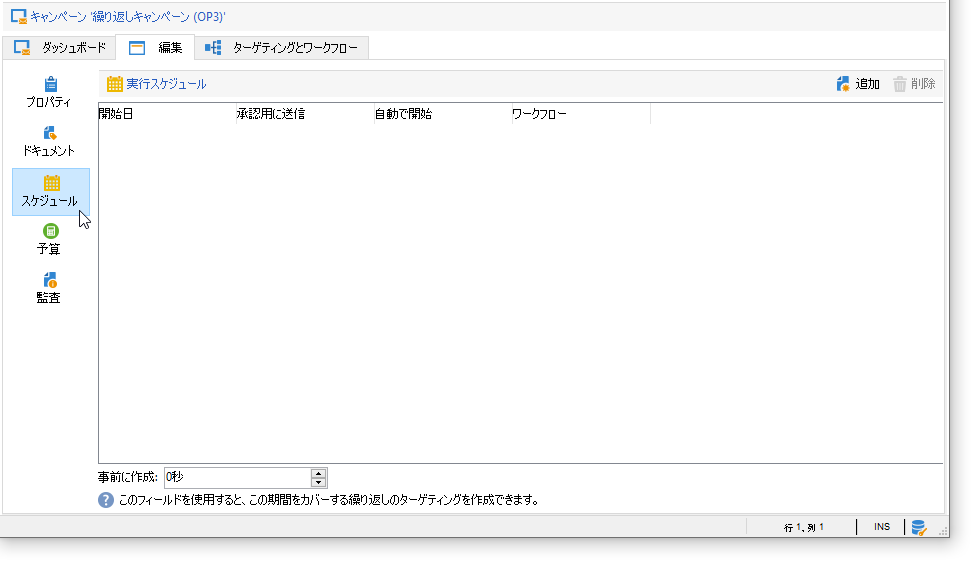 キャンペーン '繰り返しキャンペーン (OP3)'
ダッシュボード 編集 ターゲティングとワークフロー
プロパティ
ドキュメント
スケジュール
予算
監査
実行スケジュール 追加 削除
開始日 承認用に送信 自動で開始 ワークフロー
事前に作成: 0秒
? このフィールドを使用すると、この期間をカバーする繰り返しのターゲティングを作成できます。
行 1, 列 1 INS